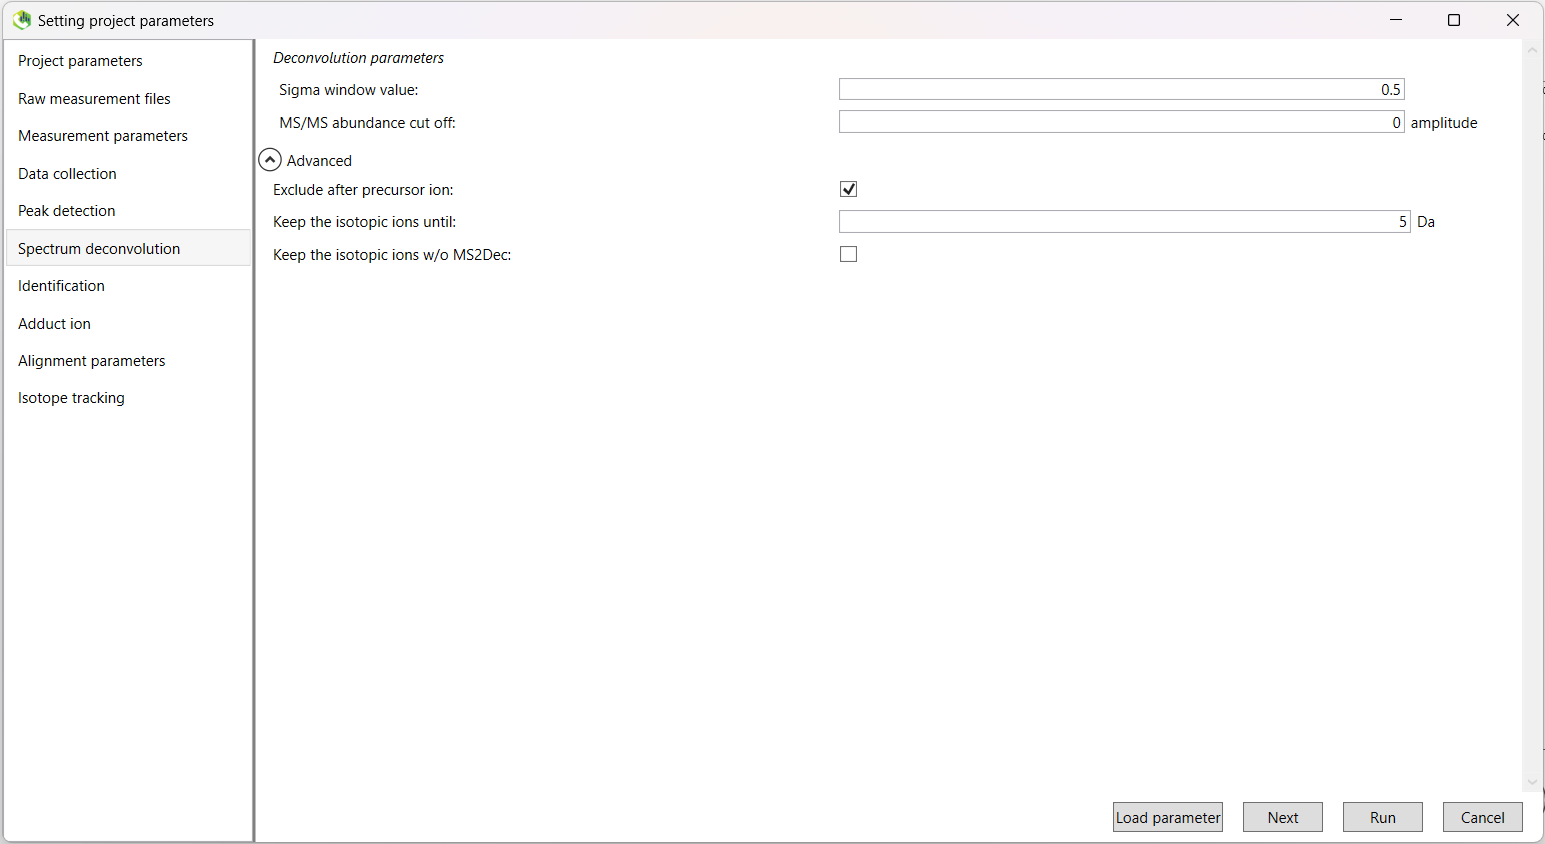 Setting project parameters
Project parameters
Raw measurement files
Measurement parameters
Data collection
Peak detection
Spectrum deconvolution
Identification
Adduct ion
Alignment parameters
Isotope tracking
Deconvolution parameters
Sigma window value: 0.5
MS/MS abundance cut off: 0 amplitude
Advanced
Exclude after precursor ion:
Keep the isotopic ions until: 5 Da
Keep the isotopic ions w/o MS2Dec:
Load parameter Next Run Cancel